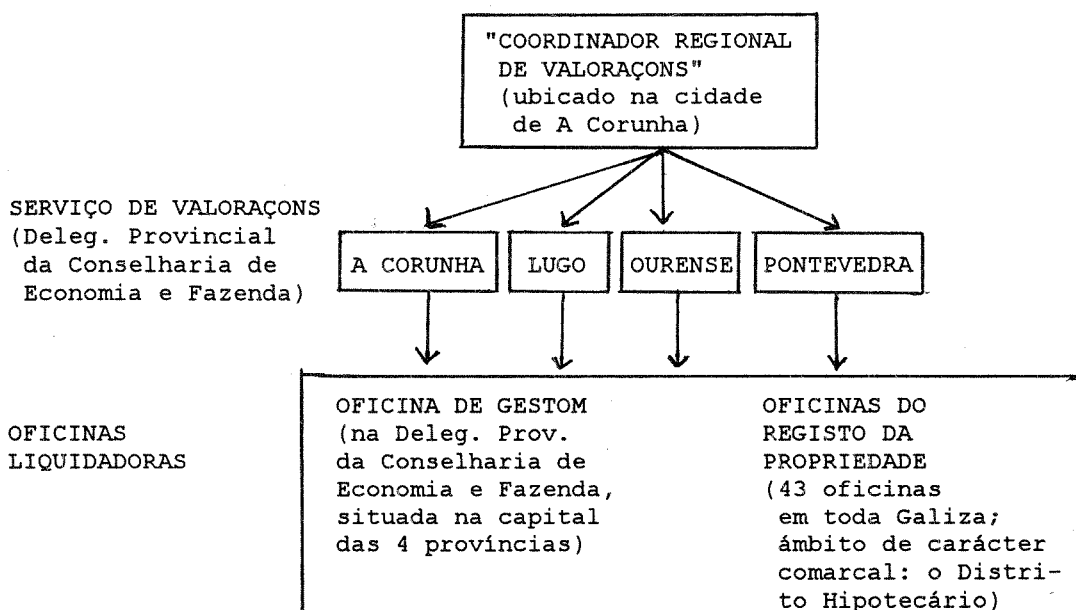 "COORDINADOR REGIONAL
DE VALORAÇONS"
(ubicado na cidade
de A Corunha)
SERVIÇO DE VALORAÇONS
(Deleg. Provincial
da Conselharia de
Economia e Fazenda)
A CORUNHA
LUGO
OURENSE
PONTEVEDRA
OFICINAS
LIQUIDADORAS
OFICINA DE GESTOM
(na Deleg. Prov.
da Conselharia de
Economia e Fazenda,
situada na capital
das 4 províncias)
OFICINAS DO
REGISTO DA
PROPRIEDADE
(43 oficinas
em toda Galiza;
ámbito de carácter
comarcal: o Distri-
to Hipotecário)